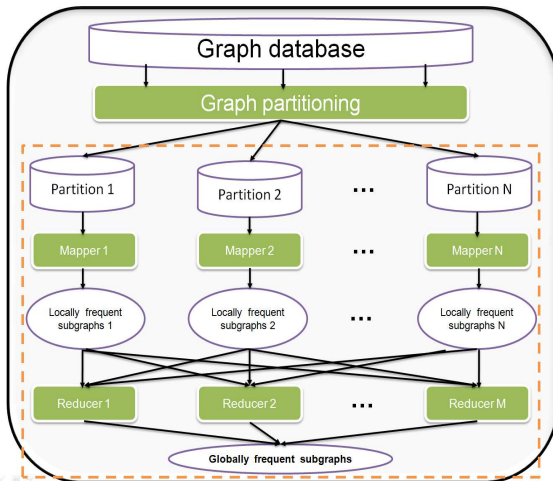 Graph database
Graph partitioning
Partition 1
Partition 2
...
Partition N
Mapper 1
Mapper 2
...
Mapper N
Locally frequent
subgraphs 1
Locally frequent
subgraphs 2
...
Locally frequent
subgraphs N
Reducer 1
Reducer 2
...
Reducer M
Globally frequent subgraphs